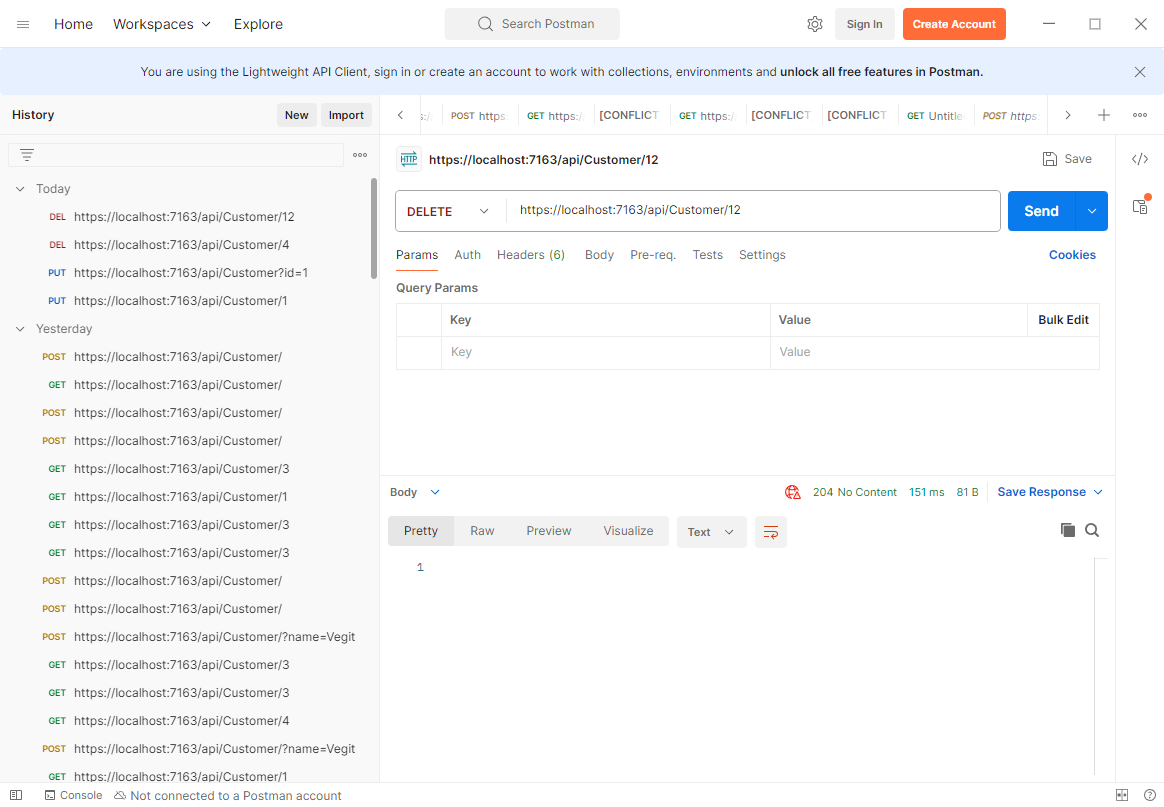 Home Workspaces Explore Search Postman Sign In Create Account
You are using the Lightweight API Client, sign in or create an account to work with collections, environments and unlock all free features in Postman.
History New Import
POST https: GET https:/ [CONFLICT GET https:/ [CONFLICT [CONFLICT GET Untitle POST https:
https://localhost:7163/api/Customer/12 Save
Today
DEL https://localhost:7163/api/Customer/12
DEL https://localhost:7163/api/Customer/4
PUT https://localhost:7163/api/Customer?id=1
PUT https://localhost:7163/api/Customer/1
Yesterday
POST https://localhost:7163/api/Customer/
GET https://localhost:7163/api/Customer/
POST https://localhost:7163/api/Customer/
POST https://localhost:7163/api/Customer/
GET https://localhost:7163/api/Customer/3
GET https://localhost:7163/api/Customer/1
GET https://localhost:7163/api/Customer/3
GET https://localhost:7163/api/Customer/3
POST https://localhost:7163/api/Customer/
POST https://localhost:7163/api/Customer/
POST https://localhost:7163/api/Customer/?name=Vegit
GET https://localhost:7163/api/Customer/3
GET https://localhost:7163/api/Customer/3
GET https://localhost:7163/api/Customer/4
POST https://localhost:7163/api/Customer/?name=Vegit
GET https://localhost:7163/api/Customer/1
HTTP
DELETE https://localhost:7163/api/Customer/12 Send
Params Auth Headers (6) Body Pre-req. Tests Settings Cookies
Query Params
Key Value Bulk Edit
Key Value
Body 204 No Content 151 ms 81 B Save Response
Pretty Raw Preview Visualize Text
1
Console Not connected to a Postman account